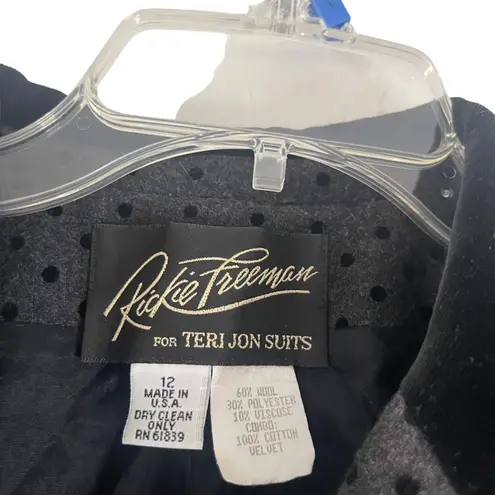 Rickie Freeman
FOR TERI JON SUITS
12
MADE IN
U.S.A.
DRY CLEAN
ONLY
RN 61839
60% WOOL
30% POLYESTER
10% VISCOSE
COMBO:
100% COTTON
VELVET